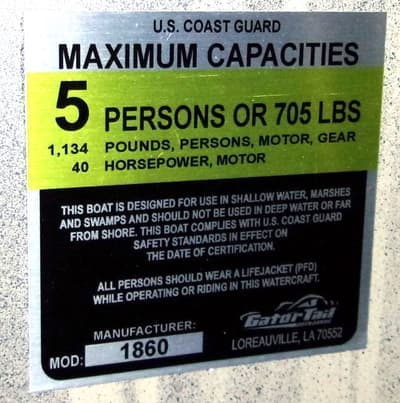 U.S. COAST GUARD
MAXIMUM CAPACITIES
5 PERSONS OR 705 LBS
1,134 POUNDS, PERSONS, MOTOR, GEAR
40 HORSEPOWER, MOTOR
THIS BOAT IS DESIGNED FOR USE IN SHALLOW WATER, MARSHES
AND SWAMPS AND SHOULD NOT BE USED IN DEEP WATER OR FAR
FROM SHORE. THIS BOAT COMPLIES WITH U.S. COAST GUARD
SAFETY STANDARDS IN EFFECT ON
THE DATE OF CERTIFICATION.
ALL PERSONS SHOULD WEAR A LIFEJACKET (PFD)
WHILE OPERATING OR RIDING IN THIS WATERCRAFT.
MANUFACTURER:
MOD: 1860
GatorTail
LOREAUVILLE, LA 70552